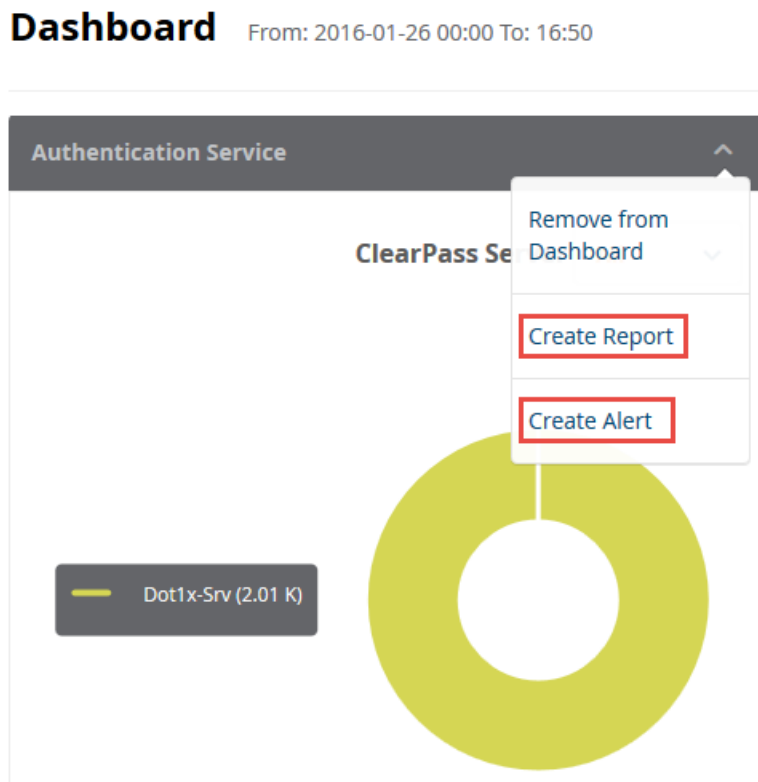 Dashboard From: 2016-01-26 00:00 To: 16:50
Authentication Service
Remove from
Dashboard
ClearPass Se
Create Report
Create Alert
Dot1x-Srv (2.01 K)